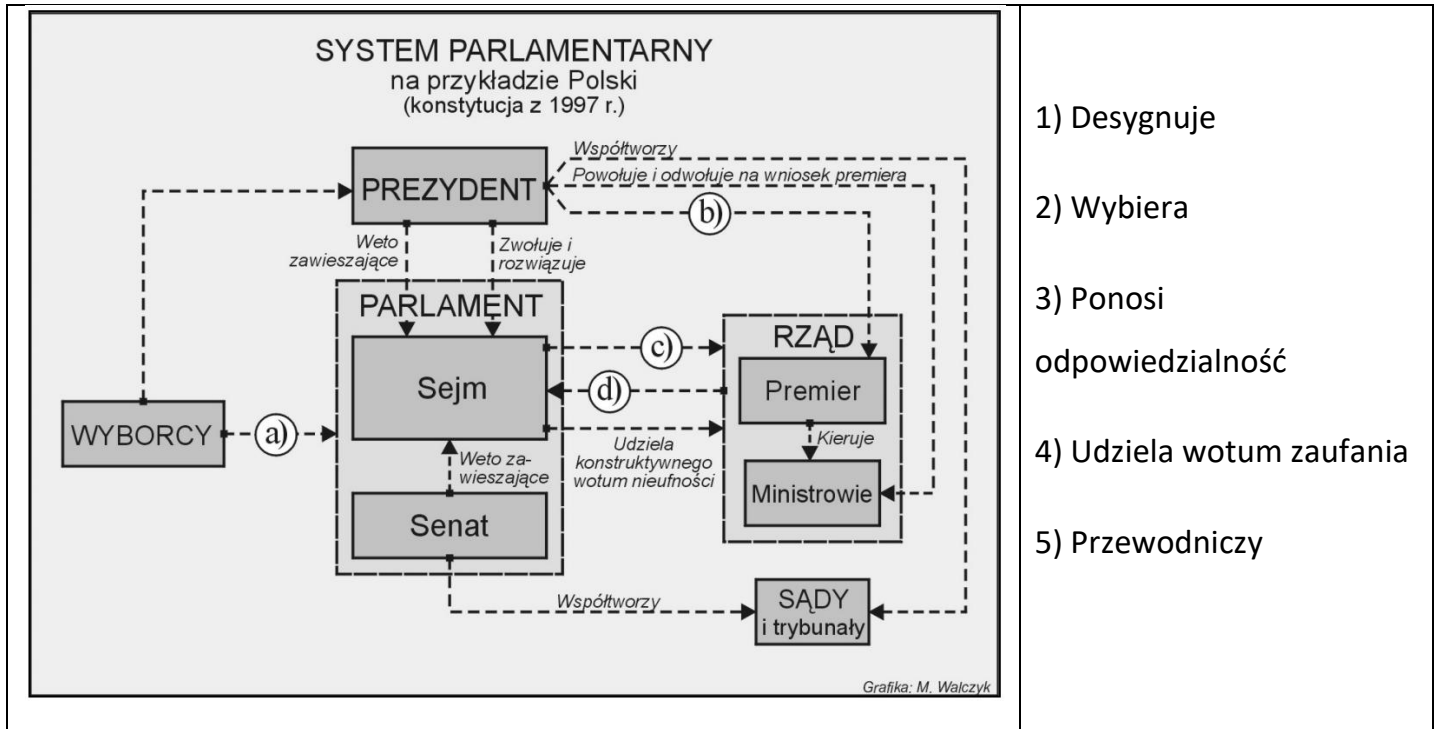 SYSTEM PARLAMENTARNY
na przykładzie Polski
(konstytucja z 1997 r.)
Współtworzy
PREZYDENT
Powołuje i odwołuje na wniosek premiera
b)
Weto
zawieszające
Zwołuje i
rozwiązuje
PARLAMENT
RZĄD
c)
Sejm
d)
Premier
WYBORCY
a)
Kieruje
Udziela
konstruktywnego
wotum nieufności
Weto za-
wieszające
Ministrowie
Senat
Współtworzy
SĄDY
i trybunały
Grafika: M. Walczyk
1) Desygnuje
2) Wybiera
3) Ponosi
odpowiedzialność
4) Udziela wotum zaufania
5) Przewodniczy